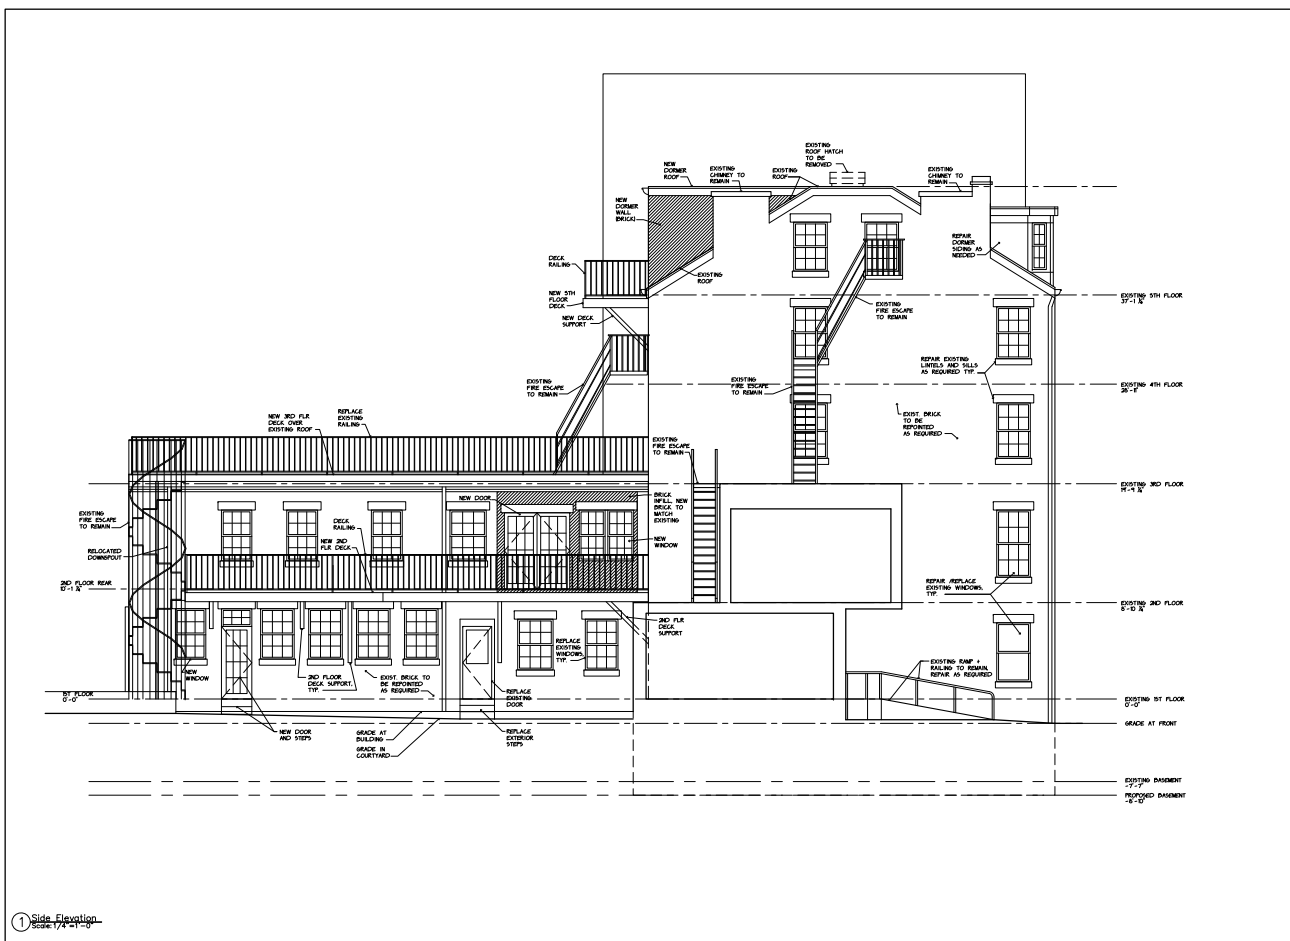 EXISTING
ROOF HATCH
TO BE
REMOVED
NEW
DORMER
ROOF
EXISTING
CHIMNEY TO
REMAIN
EXISTING
ROOF
EXISTING
CHIMNEY TO
REMAIN
NEW
DORMER
WALL
(BRICK)
REPAIR
DORMER
SIDING AS
NEEDED
DECK
RAILING
EXISTING
ROOF
NEW 5TH
FLOOR
DECK
NEW DECK
SUPPORT
EXISTING
FIRE ESCAPE
TO REMAIN
EXISTING 5TH FLOOR
REPAIR EXISTING
LINTELS AND SILLS
AS REQUIRED TYP.
EXISTING
FIRE ESCAPE
TO REMAIN
EXISTING
FIRE ESCAPE
TO REMAIN
EXISTING 4TH FLOOR
NEW 3RD FLR
DECK OVER
EXISTING ROOF
REPLACE
EXISTING
RAILING
EXIST. BRICK
TO BE
REPOINTED
AS REQUIRED
EXISTING
FIRE ESCAPE
TO REMAIN
EXISTING 3RD FLOOR
NEW DOOR
BRICK
INFILL, NEW
BRICK TO
MATCH
EXISTING
EXISTING
FIRE ESCAPE
TO REMAIN
DECK
RAILING
NEW 2ND
FLR DECK
NEW
WINDOW
RELOCATED
DOWNSPOUT
2ND FLOOR REAR
REPAIR /REPLACE
EXISTING WINDOWS,
TYP.
EXISTING 2ND FLOOR
2ND FLR
DECK
SUPPORT
REPLACE
EXISTING
WINDOWS,
TYP.
NEW
WINDOW
2ND FLOOR
DECK SUPPORT,
TYP.
EXIST. BRICK TO
BE REPOINTED
AS REQUIRED
EXISTING RAMP +
RAILING TO REMAIN,
REPAIR AS REQUIRED
1ST FLOOR
0'-0"
REPLACE
EXISTING
DOOR
EXISTING 1ST FLOOR
0'-0"
GRADE AT FRONT
NEW DOOR
AND STEPS
GRADE AT
BUILDING
GRADE IN
COURTYARD
REPLACE
EXTERIOR
STEPS
EXISTING BASEMENT
-7'-7"
PROPOSED BASEMENT
-8'-10"
1
Side Elevation
Scale:1/4"=1'-0"